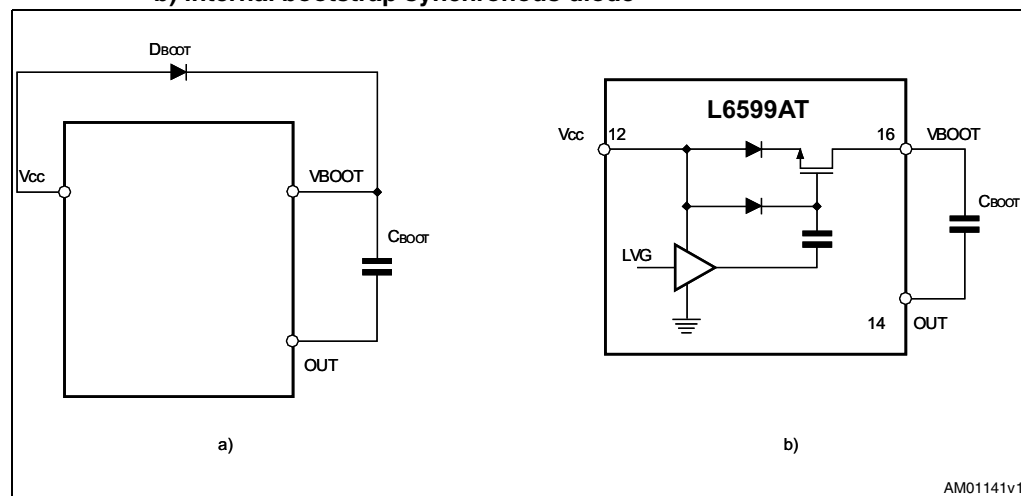 b) Internal bootstrap synchronous diode
DBOOT
Vcc
VBOOT
CBOOT
OUT
a)
L6599AT
Vcc
12
16
VBOOT
CBOOT
LVG
14
OUT
b)
AM01141v1